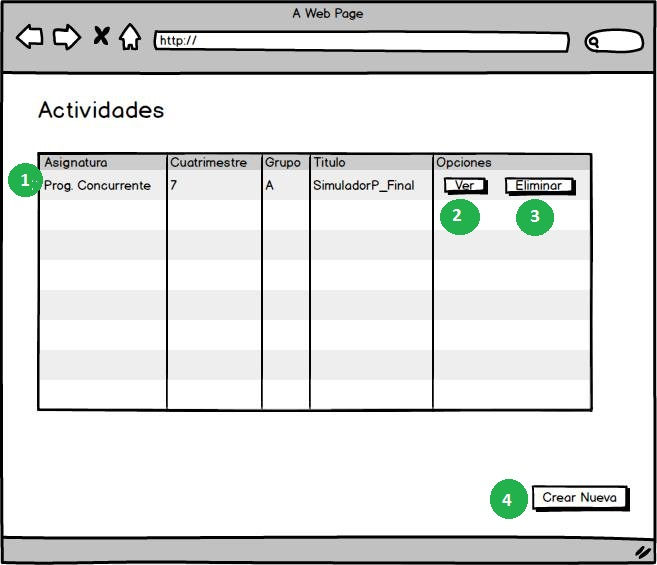 A Web Page
http://
Actividades
Asignatura Cuatrimestre Grupo Titulo Opciones
1 Prog. Concurrente 7 A SimuladorP_Final Ver Eliminar
2 3
4 Crear Nueva